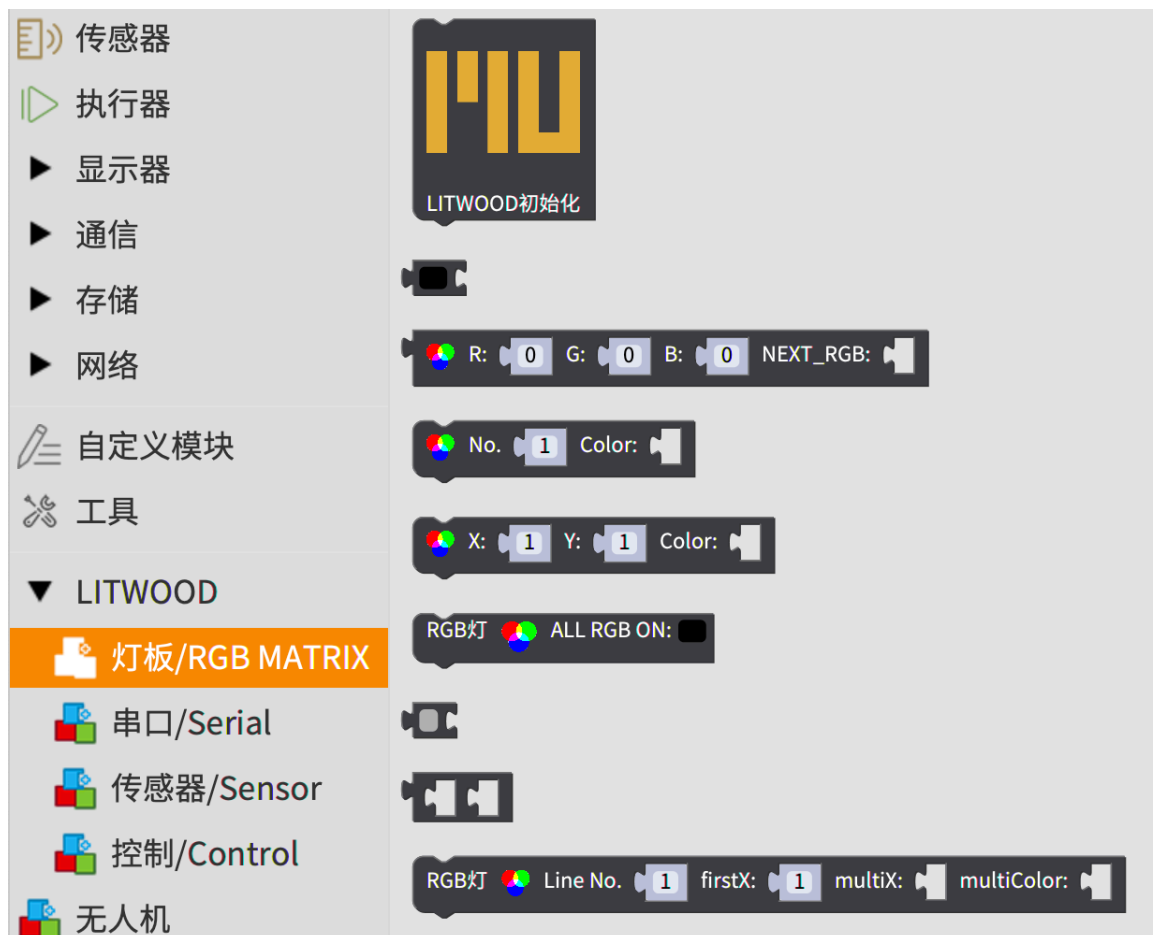 传感器
执行器
显示器
通信
存储
网络
自定义模块
工具
LITWOOD
灯板/RGB MATRIX
串口/Serial
传感器/Sensor
控制/Control
无人机
MU
LITWOOD初始化
R: 0 G: 0 B: 0 NEXT_RGB:
No. 1 Color:
X: 1 Y: 1 Color:
RGB灯 ALL RGB ON:
RGB灯 Line No. 1 firstX: 1 multiX: multiColor: